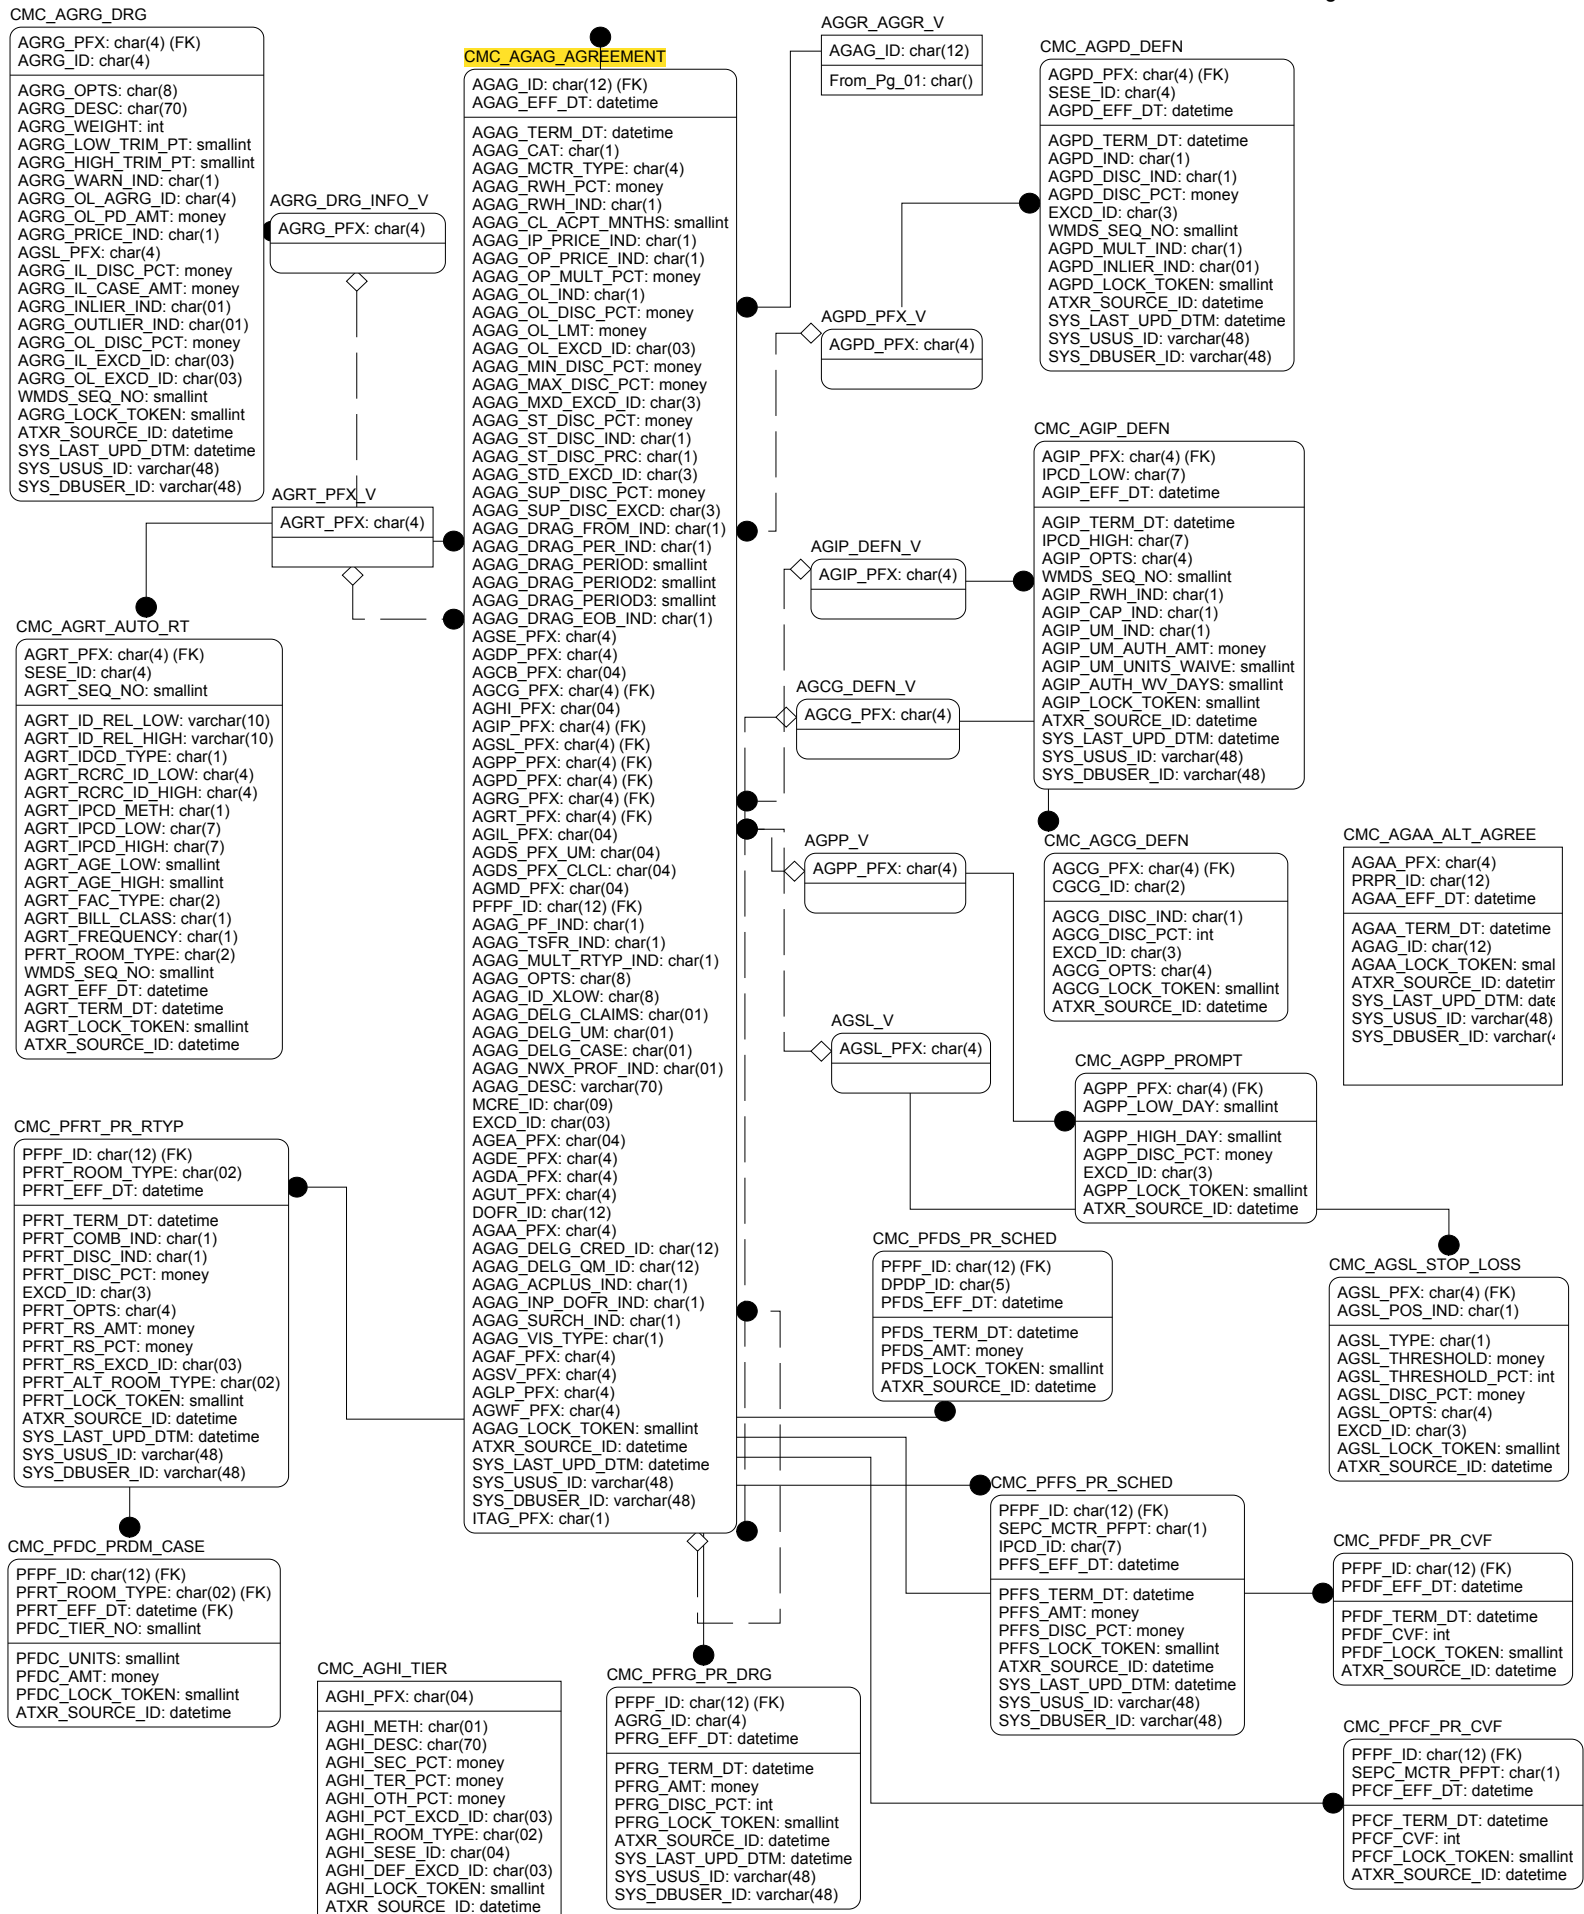 CMC_AGRG_DRG
AGRG_PFX: char(4) (FK)
AGRG_ID: char(4)
AGRG_OPTS: char(8)
AGRG_DESC: char(70)
AGRG_WEIGHT: int
AGRG_LOW_TRIM_PT: smallint
AGRG_HIGH_TRIM_PT: smallint
AGRG_WARN_IND: char(1)
AGRG_OL_AGRG_ID: char(4)
AGRG_OL_PD_AMT: money
AGRG_PRICE_IND: char(1)
AGSL_PFX: char(4)
AGRG_IL_DISC_PCT: money
AGRG_IL_CASE_AMT: money
AGRG_INLIER_IND: char(01)
AGRG_OUTLIER_IND: char(01)
AGRG_OL_DISC_PCT: money
AGRG_IL_EXCD_ID: char(03)
AGRG_OL_EXCD_ID: char(03)
WMDS_SEQ_NO: smallint
AGRG_LOCK_TOKEN: smallint
ATXR_SOURCE_ID: datetime
SYS_LAST_UPD_DTM: datetime
SYS_USUS_ID: varchar(48)
SYS_DBUSER_ID: varchar(48)
AGRG_DRG_INFO_V
AGRG_PFX: char(4)
AGRT_PFX_V
AGRT_PFX: char(4)
CMC_AGRT_AUTO_RT
AGRT_PFX: char(4) (FK)
SESE_ID: char(4)
AGRT_SEQ_NO: smallint
AGRT_ID_REL_LOW: varchar(10)
AGRT_ID_REL_HIGH: varchar(10)
AGRT_IDCD_TYPE: char(1)
AGRT_RCRC_ID_LOW: char(4)
AGRT_RCRC_ID_HIGH: char(4)
AGRT_IPCD_METH: char(1)
AGRT_IPCD_LOW: char(7)
AGRT_IPCD_HIGH: char(7)
AGRT_AGE_LOW: smallint
AGRT_AGE_HIGH: smallint
AGRT_FAC_TYPE: char(2)
AGRT_BILL_CLASS: char(1)
AGRT_FREQUENCY: char(1)
PFRT_ROOM_TYPE: char(2)
WMDS_SEQ_NO: smallint
AGRT_EFF_DT: datetime
AGRT_TERM_DT: datetime
AGRT_LOCK_TOKEN: smallint
ATXR_SOURCE_ID: datetime
CMC_PFRT_PR_RTYP
PFPF_ID: char(12) (FK)
PFRT_ROOM_TYPE: char(02)
PFRT_EFF_DT: datetime
PFRT_TERM_DT: datetime
PFRT_COMB_IND: char(1)
PFRT_DISC_IND: char(1)
PFRT_DISC_PCT: money
EXCD_ID: char(3)
PFRT_OPTS: char(4)
PFRT_RS_AMT: money
PFRT_RS_PCT: money
PFRT_RS_EXCD_ID: char(03)
PFRT_ALT_ROOM_TYPE: char(02)
PFRT_LOCK_TOKEN: smallint
ATXR_SOURCE_ID: datetime
SYS_LAST_UPD_DTM: datetime
SYS_USUS_ID: varchar(48)
SYS_DBUSER_ID: varchar(48)
CMC_PFDC_PRDM_CASE
PFPF_ID: char(12) (FK)
PFRT_ROOM_TYPE: char(02) (FK)
PFRT_EFF_DT: datetime (FK)
PFDC_TIER_NO: smallint
PFDC_UNITS: smallint
PFDC_AMT: money
PFDC_LOCK_TOKEN: smallint
ATXR_SOURCE_ID: datetime
CMC_AGAG_AGREEMENT
AGAG_ID: char(12) (FK)
AGAG_EFF_DT: datetime
AGAG_TERM_DT: datetime
AGAG_CAT: char(1)
AGAG_MCTR_TYPE: char(4)
AGAG_RWH_PCT: money
AGAG_RWH_IND: char(1)
AGAG_CL_ACPT_MNTHS: smallint
AGAG_IP_PRICE_IND: char(1)
AGAG_OP_PRICE_IND: char(1)
AGAG_OP_MULT_PCT: money
AGAG_OL_IND: char(1)
AGAG_OL_DISC_PCT: money
AGAG_OL_LMT: money
AGAG_OL_EXCD_ID: char(03)
AGAG_MIN_DISC_PCT: money
AGAG_MAX_DISC_PCT: money
AGAG_MXD_EXCD_ID: char(3)
AGAG_ST_DISC_PCT: money
AGAG_ST_DISC_IND: char(1)
AGAG_ST_DISC_PRC: char(1)
AGAG_STD_EXCD_ID: char(3)
AGAG_SUP_DISC_PCT: money
AGAG_SUP_DISC_EXCD: char(3)
AGAG_DRAG_FROM_IND: char(1)
AGAG_DRAG_PER_IND: char(1)
AGAG_DRAG_PERIOD: smallint
AGAG_DRAG_PERIOD2: smallint
AGAG_DRAG_PERIOD3: smallint
AGAG_DRAG_EOB_IND: char(1)
AGSE_PFX: char(4)
AGDP_PFX: char(4)
AGCB_PFX: char(04)
AGCG_PFX: char(4) (FK)
AGHI_PFX: char(04)
AGIP_PFX: char(4) (FK)
AGSL_PFX: char(4) (FK)
AGPP_PFX: char(4) (FK)
AGPD_PFX: char(4) (FK)
AGRG_PFX: char(4) (FK)
AGRT_PFX: char(4) (FK)
AGIL_PFX: char(04)
AGDS_PFX_UM: char(04)
AGDS_PFX_CLCL: char(04)
AGMD_PFX: char(04)
PFPF_ID: char(12) (FK)
AGAG_PF_IND: char(1)
AGAG_TSFR_IND: char(1)
AGAG_MULT_RTYP_IND: char(1)
AGAG_OPTS: char(8)
AGAG_ID_XLOW: char(8)
AGAG_DELG_CLAIMS: char(01)
AGAG_DELG_UM: char(01)
AGAG_DELG_CASE: char(01)
AGAG_NWX_PROF_IND: char(01)
AGAG_DESC: varchar(70)
MCRE_ID: char(09)
EXCD_ID: char(03)
AGEA_PFX: char(04)
AGDE_PFX: char(4)
AGDA_PFX: char(4)
AGUT_PFX: char(4)
DOFR_ID: char(12)
AGAA_PFX: char(4)
AGAG_DELG_CRED_ID: char(12)
AGAG_DELG_QM_ID: char(12)
AGAG_ACPLUS_IND: char(1)
AGAG_INP_DOFR_IND: char(1)
AGAG_SURCH_IND: char(1)
AGAG_VIS_TYPE: char(1)
AGAF_PFX: char(4)
AGSV_PFX: char(4)
AGLP_PFX: char(4)
AGWF_PFX: char(4)
AGAG_LOCK_TOKEN: smallint
ATXR_SOURCE_ID: datetime
SYS_LAST_UPD_DTM: datetime
SYS_USUS_ID: varchar(48)
SYS_DBUSER_ID: varchar(48)
ITAG_PFX: char(1)
CMC_AGHI_TIER
AGHI_PFX: char(04)
AGHI_METH: char(01)
AGHI_DESC: char(70)
AGHI_SEC_PCT: money
AGHI_TER_PCT: money
AGHI_OTH_PCT: money
AGHI_PCT_EXCD_ID: char(03)
AGHI_ROOM_TYPE: char(02)
AGHI_SESE_ID: char(04)
AGHI_DEF_EXCD_ID: char(03)
AGHI_LOCK_TOKEN: smallint
ATXR_SOURCE_ID: datetime
CMC_PFRG_PR_DRG
PFPF_ID: char(12) (FK)
AGRG_ID: char(4)
PFRG_EFF_DT: datetime
PFRG_TERM_DT: datetime
PFRG_AMT: money
PFRG_DISC_PCT: int
PFRG_LOCK_TOKEN: smallint
ATXR_SOURCE_ID: datetime
SYS_LAST_UPD_DTM: datetime
SYS_USUS_ID: varchar(48)
SYS_DBUSER_ID: varchar(48)
AGGR_AGGR_V
AGAG_ID: char(12)
From_Pg_01: char()
AGPD_PFX_V
AGPD_PFX: char(4)
CMC_AGPD_DEFN
AGPD_PFX: char(4) (FK)
SESE_ID: char(4)
AGPD_EFF_DT: datetime
AGPD_TERM_DT: datetime
AGPD_IND: char(1)
AGPD_DISC_IND: char(1)
AGPD_DISC_PCT: money
EXCD_ID: char(3)
WMDS_SEQ_NO: smallint
AGPD_MULT_IND: char(1)
AGPD_INLIER_IND: char(01)
AGPD_LOCK_TOKEN: smallint
ATXR_SOURCE_ID: datetime
SYS_LAST_UPD_DTM: datetime
SYS_USUS_ID: varchar(48)
SYS_DBUSER_ID: varchar(48)
AGIP_DEFN_V
AGIP_PFX: char(4)
CMC_AGIP_DEFN
AGIP_PFX: char(4) (FK)
IPCD_LOW: char(7)
AGIP_EFF_DT: datetime
AGIP_TERM_DT: datetime
IPCD_HIGH: char(7)
AGIP_OPTS: char(4)
WMDS_SEQ_NO: smallint
AGIP_RWH_IND: char(1)
AGIP_CAP_IND: char(1)
AGIP_UM_IND: char(1)
AGIP_UM_AUTH_AMT: money
AGIP_UM_UNITS_WAIVE: smallint
AGIP_AUTH_WV_DAYS: smallint
AGIP_LOCK_TOKEN: smallint
ATXR_SOURCE_ID: datetime
SYS_LAST_UPD_DTM: datetime
SYS_USUS_ID: varchar(48)
SYS_DBUSER_ID: varchar(48)
AGCG_DEFN_V
AGCG_PFX: char(4)
AGPP_V
AGPP_PFX: char(4)
CMC_AGCG_DEFN
AGCG_PFX: char(4) (FK)
CGCG_ID: char(2)
AGCG_DISC_IND: char(1)
AGCG_DISC_PCT: int
EXCD_ID: char(3)
AGCG_OPTS: char(4)
AGCG_LOCK_TOKEN: smallint
ATXR_SOURCE_ID: datetime
CMC_AGAA_ALT_AGREE
AGAA_PFX: char(4)
PRPR_ID: char(12)
AGAA_EFF_DT: datetime
AGAA_TERM_DT: datetime
AGAG_ID: char(12)
AGAA_LOCK_TOKEN: smal
ATXR_SOURCE_ID: datetim
SYS_LAST_UPD_DTM: date
SYS_USUS_ID: varchar(48)
SYS_DBUSER_ID: varchar(
AGSL_V
AGSL_PFX: char(4)
CMC_AGPP_PROMPT
AGPP_PFX: char(4) (FK)
AGPP_LOW_DAY: smallint
AGPP_HIGH_DAY: smallint
AGPP_DISC_PCT: money
EXCD_ID: char(3)
AGPP_LOCK_TOKEN: smallint
ATXR_SOURCE_ID: datetime
CMC_PFDS_PR_SCHED
PFPF_ID: char(12) (FK)
DPDP_ID: char(5)
PFDS_EFF_DT: datetime
PFDS_TERM_DT: datetime
PFDS_AMT: money
PFDS_LOCK_TOKEN: smallint
ATXR_SOURCE_ID: datetime
CMC_AGSL_STOP_LOSS
AGSL_PFX: char(4) (FK)
AGSL_POS_IND: char(1)
AGSL_TYPE: char(1)
AGSL_THRESHOLD: money
AGSL_THRESHOLD_PCT: int
AGSL_DISC_PCT: money
AGSL_OPTS: char(4)
EXCD_ID: char(3)
AGSL_LOCK_TOKEN: smallint
ATXR_SOURCE_ID: datetime
CMC_PFFS_PR_SCHED
PFPF_ID: char(12) (FK)
SEPC_MCTR_PFPT: char(1)
IPCD_ID: char(7)
PFFS_EFF_DT: datetime
PFFS_TERM_DT: datetime
PFFS_AMT: money
PFFS_DISC_PCT: money
PFFS_LOCK_TOKEN: smallint
ATXR_SOURCE_ID: datetime
SYS_LAST_UPD_DTM: datetime
SYS_USUS_ID: varchar(48)
SYS_DBUSER_ID: varchar(48)
CMC_PFDF_PR_CVF
PFPF_ID: char(12) (FK)
PFDF_EFF_DT: datetime
PFDF_TERM_DT: datetime
PFDF_CVF: int
PFDF_LOCK_TOKEN: smallint
ATXR_SOURCE_ID: datetime
CMC_PFCF_PR_CVF
PFPF_ID: char(12) (FK)
SEPC_MCTR_PFPT: char(1)
PFCF_EFF_DT: datetime
PFCF_TERM_DT: datetime
PFCF_CVF: int
PFCF_LOCK_TOKEN: smallint
ATXR_SOURCE_ID: datetime